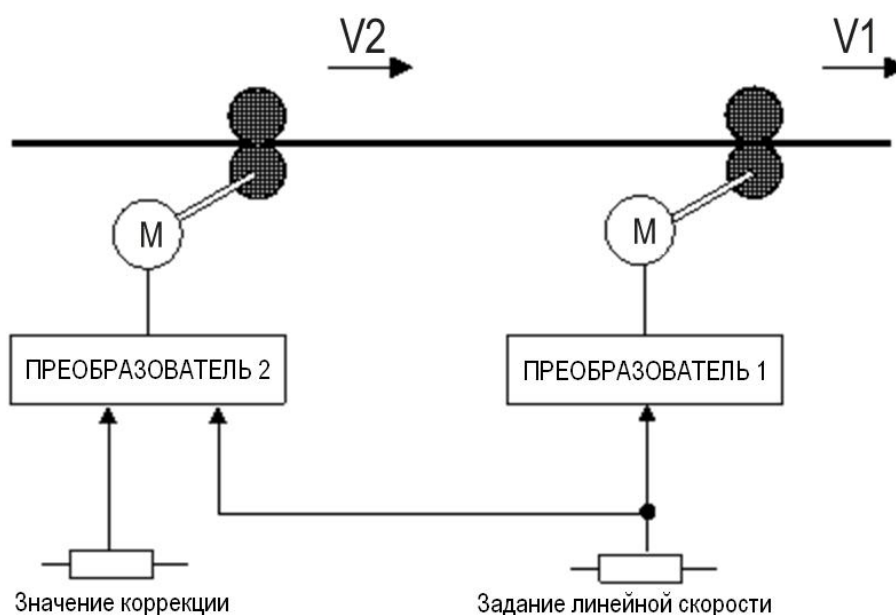 V2
V1
М
М
ПРЕОБРАЗОВАТЕЛЬ 2
ПРЕОБРАЗОВАТЕЛЬ 1
Значение коррекции
Задание линейной скорости